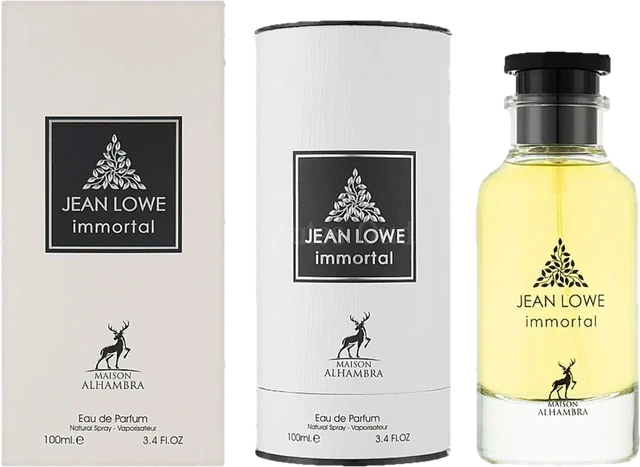 JEAN LOWE
immortal
MAISON
ALHAMBRA
Eau de Parfum
Natural Spray - Vaporisateur
100ml.e 3.4 Fl.OZ
JEAN LOWE
immortal
MAISON
ALHAMBRA
Eau de Parfum
Natural Spray - Vaporisateur
100ml.e 3.4 Fl.OZ
JEAN LOWE
immortal
MAISON
ALHAMBRA